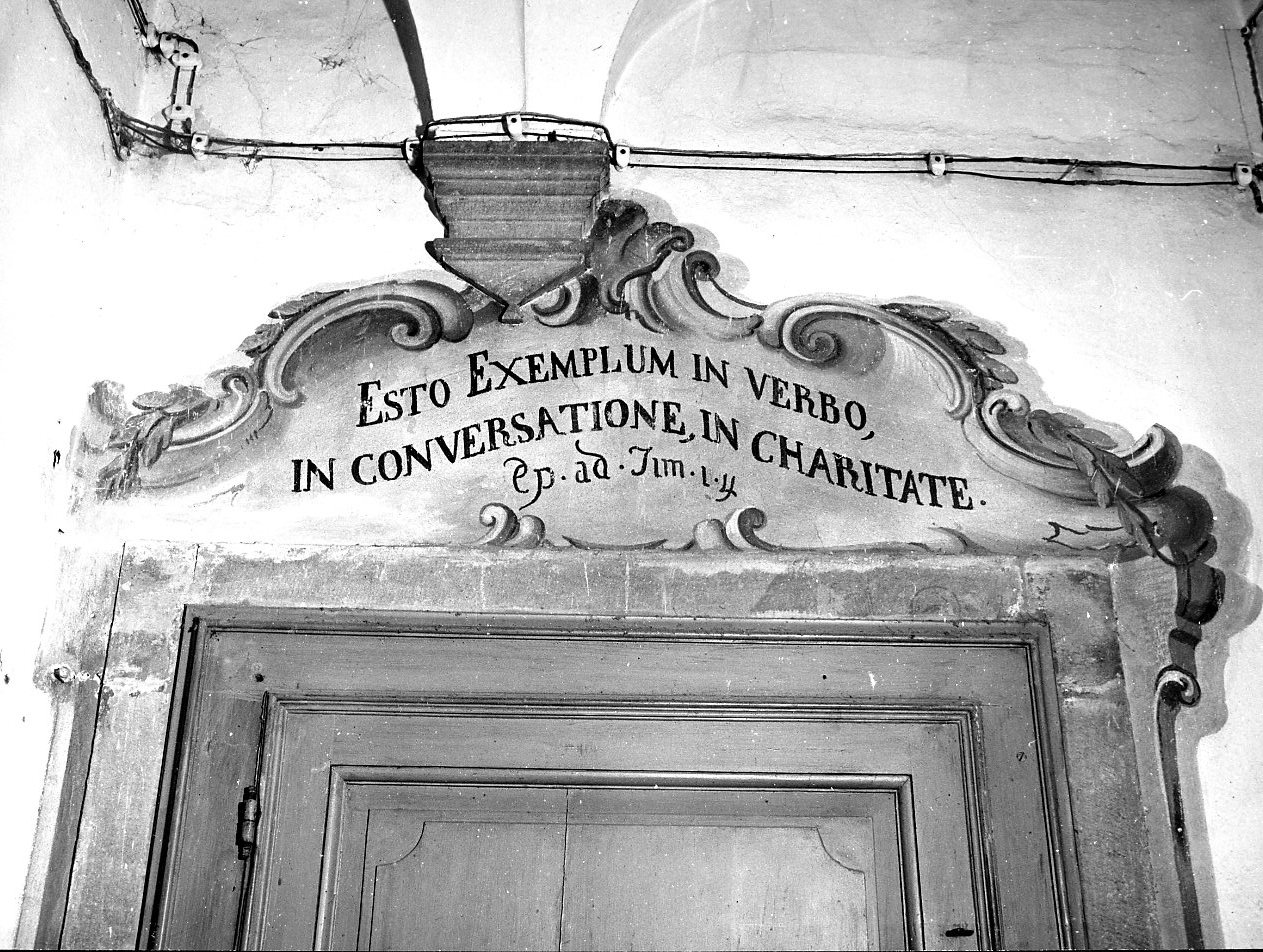 ESTO EXEMPLUM IN VERBO,
IN CONVERSATIONE, IN CHARITATE.
Ep. ad. Tim. 1. 4